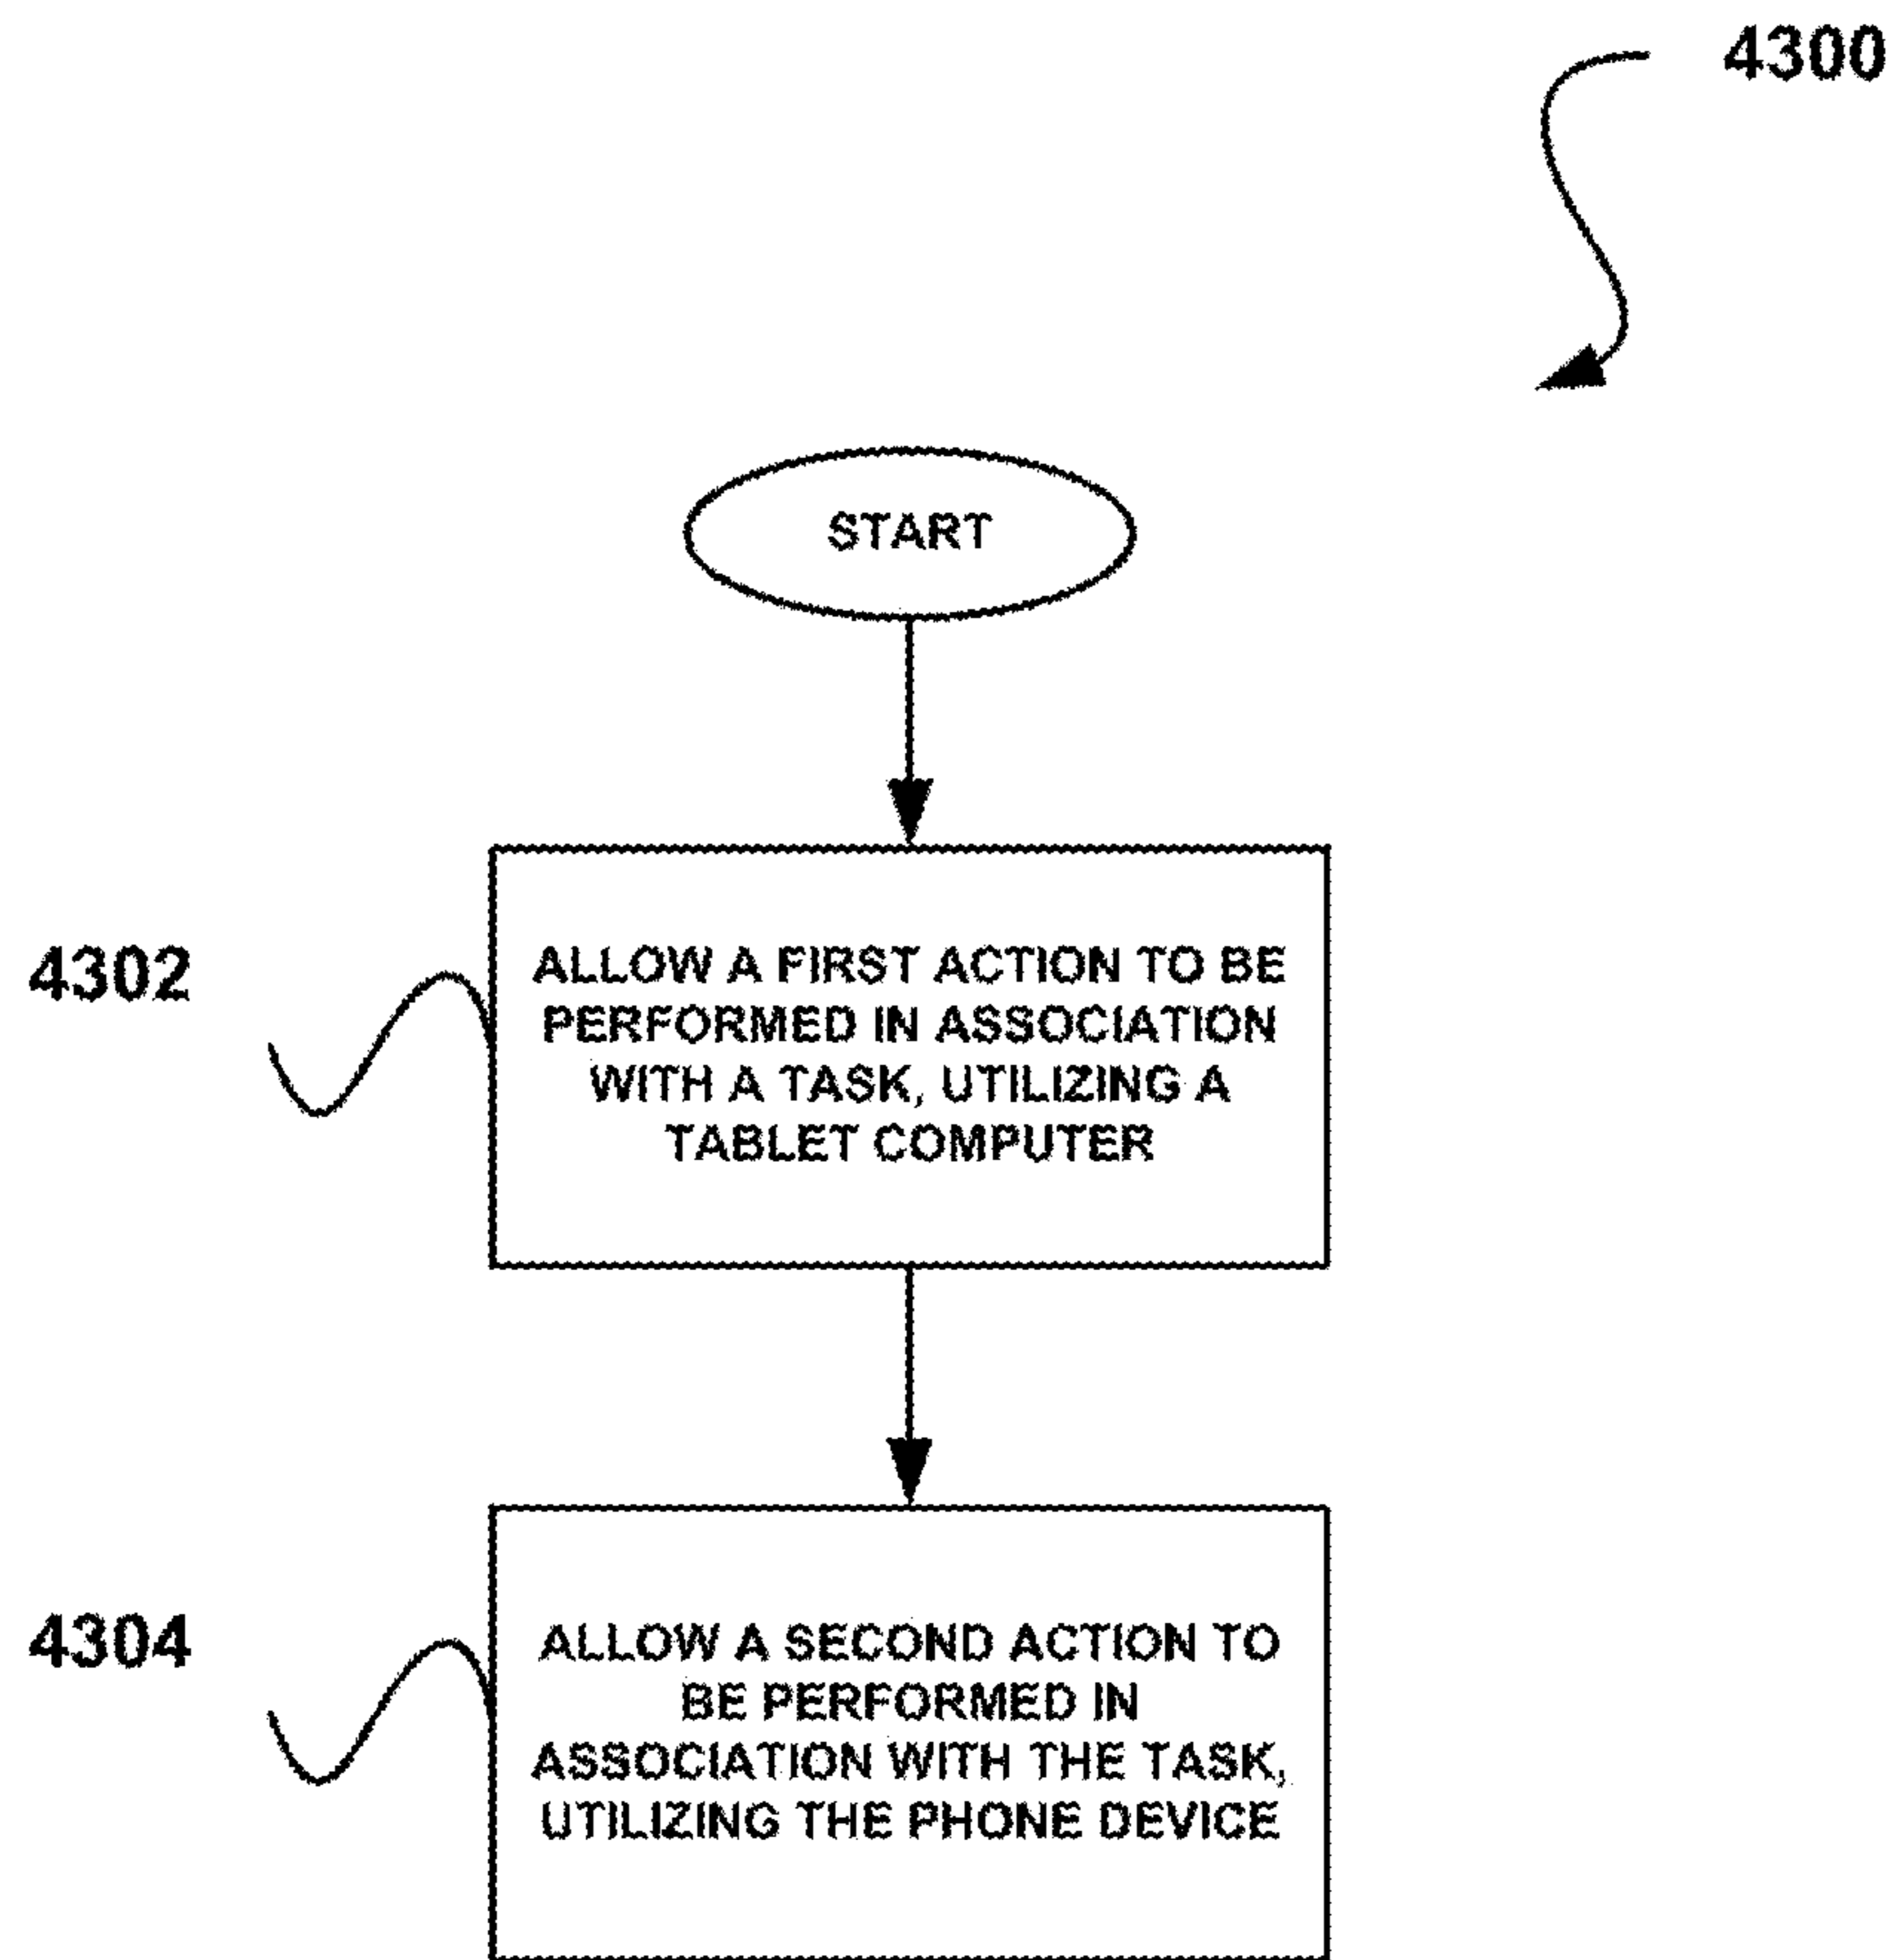 4300
START
4302
ALLOW A FIRST ACTION TO BE
PERFORMED IN ASSOCIATION
WITH A TASK, UTILIZING A
TABLET COMPUTER
4304
ALLOW A SECOND ACTION TO
BE PERFORMED IN
ASSOCIATION WITH THE TASK,
UTILIZING THE PHONE DEVICE